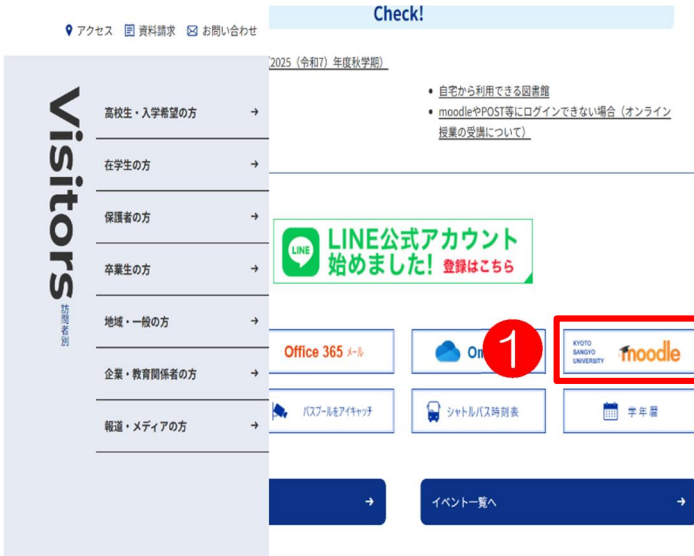 アクセス 資料請求 お問い合わせ
Visitors
訪問者別
高校生・入学希望の方
在学生の方
保護者の方
卒業生の方
地域・一般の方
企業・教育関係者の方
報道・メディアの方
Check!
2025（令和7）年度秋学期）
• 自宅から利用できる図書館
• moodleやPOST等にログインできない場合（オンライン
授業の受講について）
LINE
LINE公式アカウント
始めました! 登録はこちら
Office 365 メール
On
1
KYOTO
SANGYO
UNIVERSITY
moodle
バスプールをアイキャッチ
シャトルバス時刻表
学年暦
イベント一覧へ